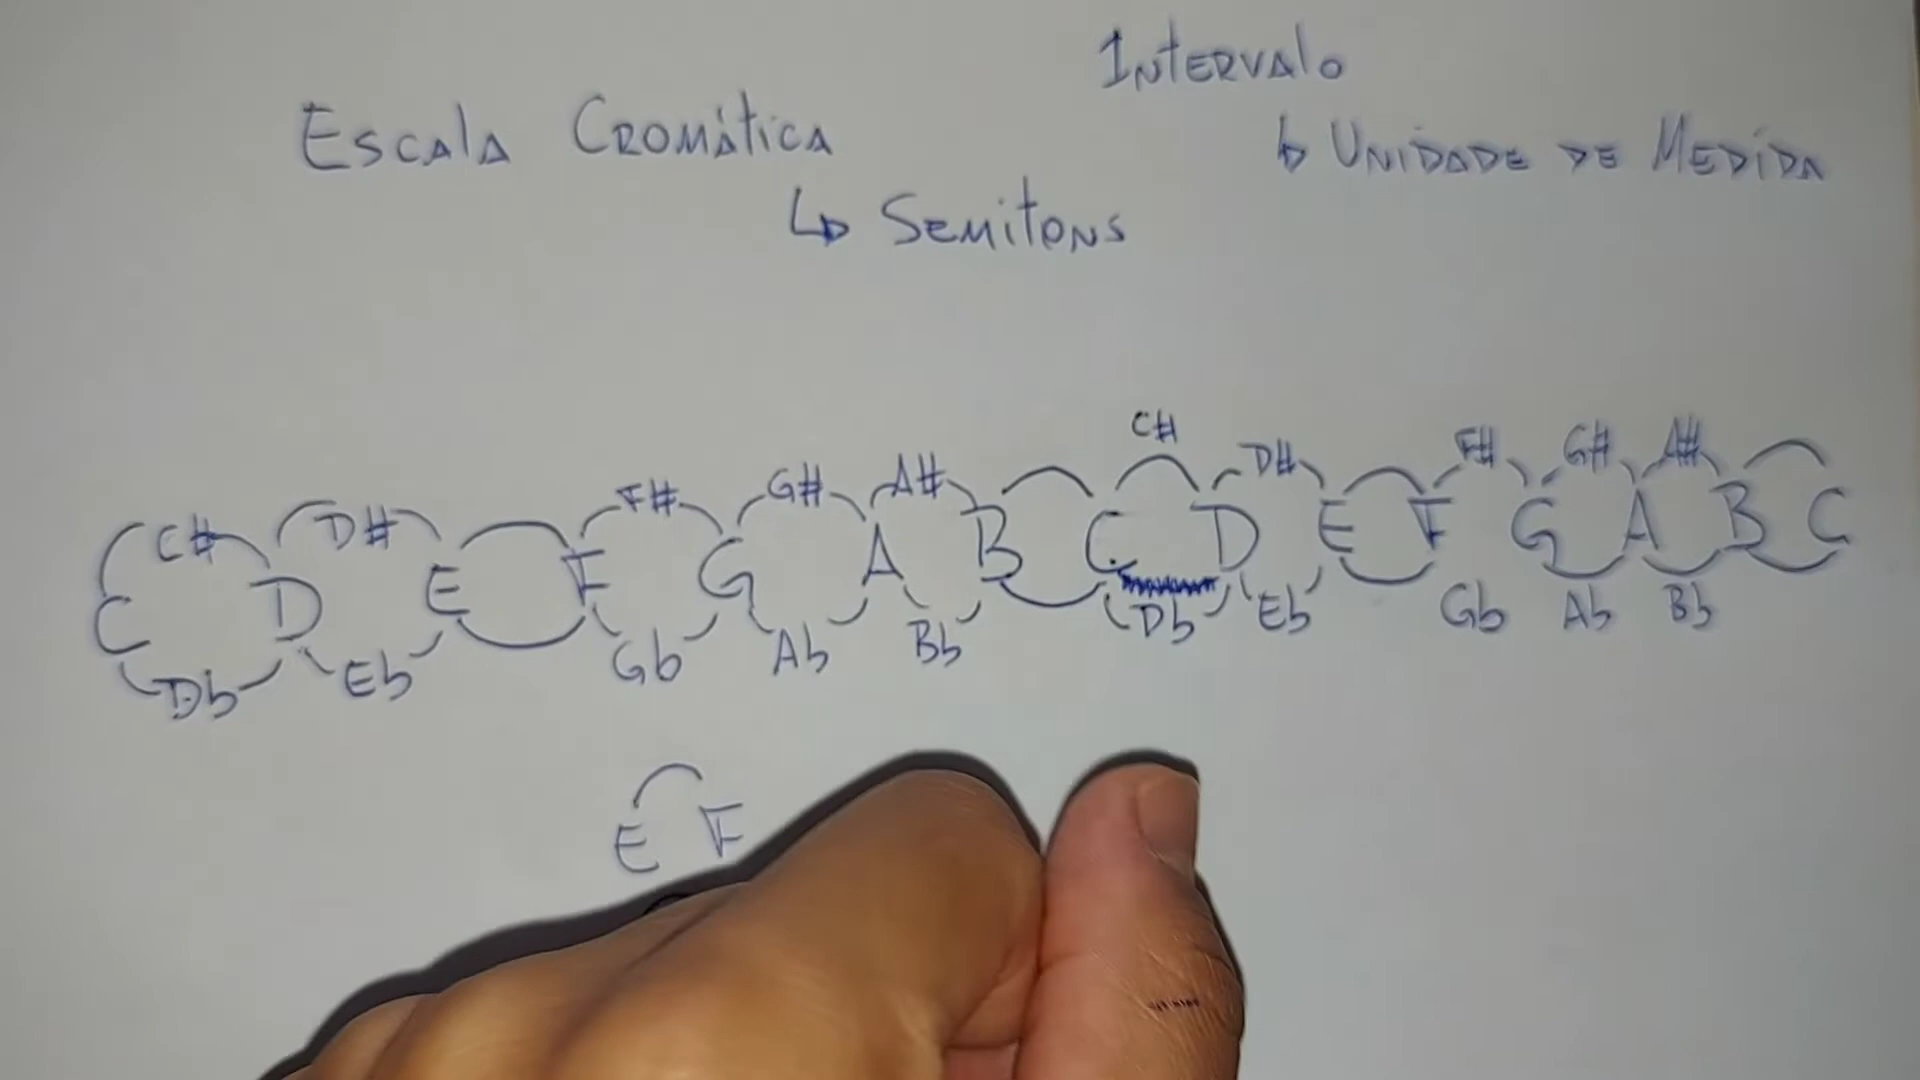 Intervalo
Escala Cromática
↳ Unidade de Medida
↳ Semitons
C#
C# D# F# G# A# D# F# G# A#
C D E F G A B C D E F G A B C
Db Eb Gb Ab Bb Db Eb Gb Ab Bb
E F